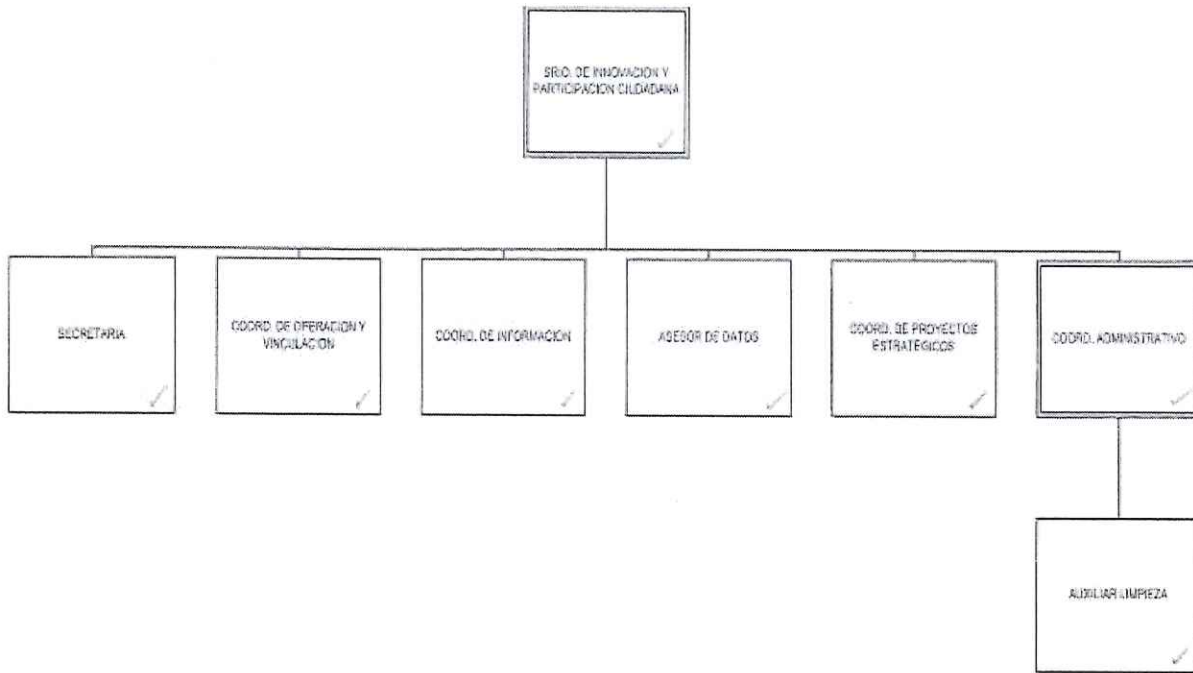 SRIO. DE INNOVACION Y
PARTICIPACION CIUDADANA
SECRETARIA
COORD. DE OPERACION Y
VINCULACION
COORD. DE INFORMACION
ASESOR DE DATOS
COORD. DE PROYECTOS
ESTRATEGICOS
COORD. ADMINISTRATIVO
AUXILIAR LIMPIEZA